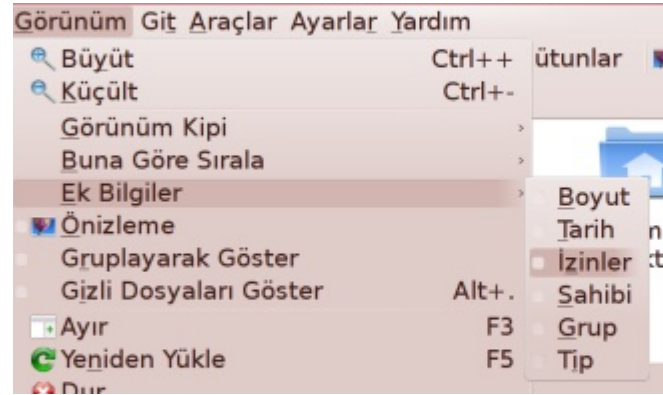 Görünüm Git Araçlar Ayarlar Yardım
Büyüt Ctrl++
Küçült Ctrl+-
Görünüm Kipi
Buna Göre Sırala
Ek Bilgiler
Önizleme
Gruplayarak Göster
Gizli Dosyaları Göster Alt+.
Ayır F3
Yeniden Yükle F5
Dur
ütunlar
Boyut
Tarih
İzinler
Sahibi
Grup
Tip